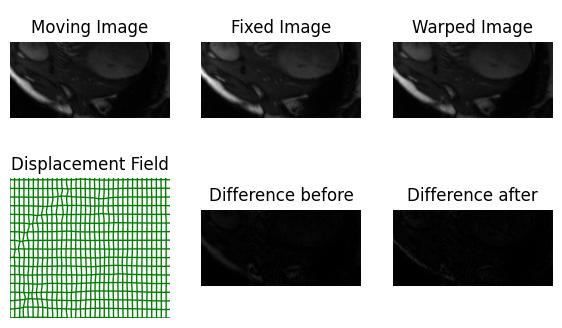 Moving Image
Fixed Image
Warped Image
Displacement Field
Difference before
Difference after